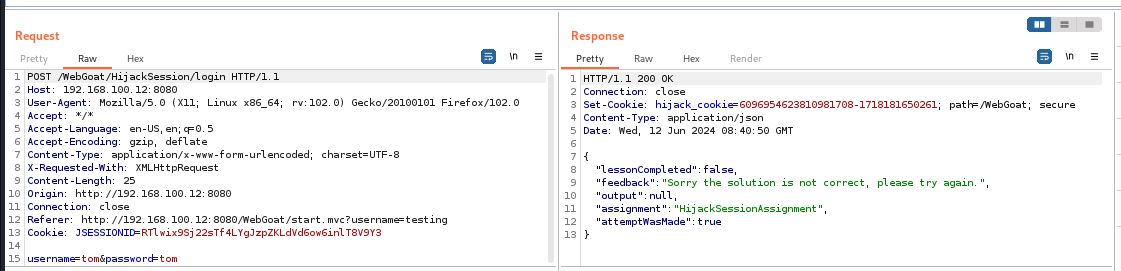 Request
Pretty Raw Hex
\n
1 POST /WebGoat/HijackSession/login HTTP/1.1
2 Host: 192.168.100.12:8080
3 User-Agent: Mozilla/5.0 (X11; Linux x86_64; rv:102.0) Gecko/20100101 Firefox/102.0
4 Accept: */*
5 Accept-Language: en-US,en;q=0.5
6 Accept-Encoding: gzip, deflate
7 Content-Type: application/x-www-form-urlencoded; charset=UTF-8
8 X-Requested-With: XMLHttpRequest
9 Content-Length: 25
10 Origin: http://192.168.100.12:8080
11 Connection: close
12 Referer: http://192.168.100.12:8080/WebGoat/start.mvc?username=testing
13 Cookie: JSESSIONID=RTlwix9Sj22sTf4LYgJzpZKLdVd6ow6inlT8V9Y3
14
15 username=tom&password=tom
Response
Pretty Raw Hex Render
\n
1 HTTP/1.1 200 OK
2 Connection: close
3 Set-Cookie: hijack_cookie=6096954623810981708-1718181650261; path=/WebGoat; secure
4 Content-Type: application/json
5 Date: Wed, 12 Jun 2024 08:40:50 GMT
6
7 {
8 "lessonCompleted":false,
9 "feedback":"Sorry the solution is not correct, please try again.",
10 "output":null,
11 "assignment":"HijackSessionAssignment",
12 "attemptWasMade":true
13 }